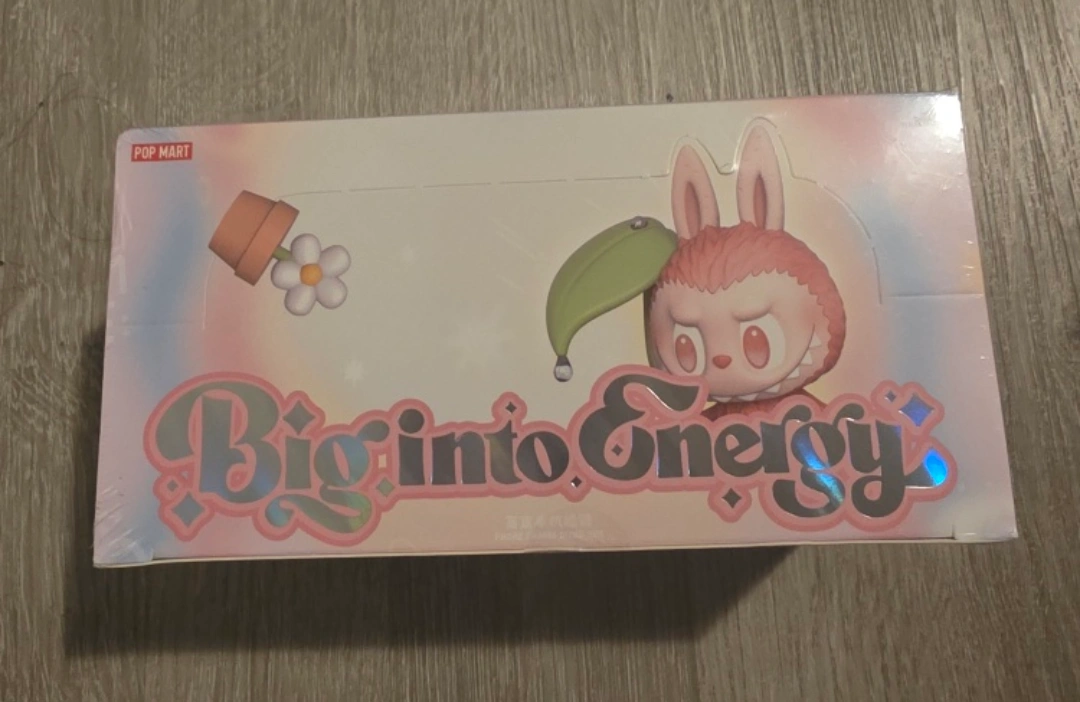 POP MART
Big into Energy